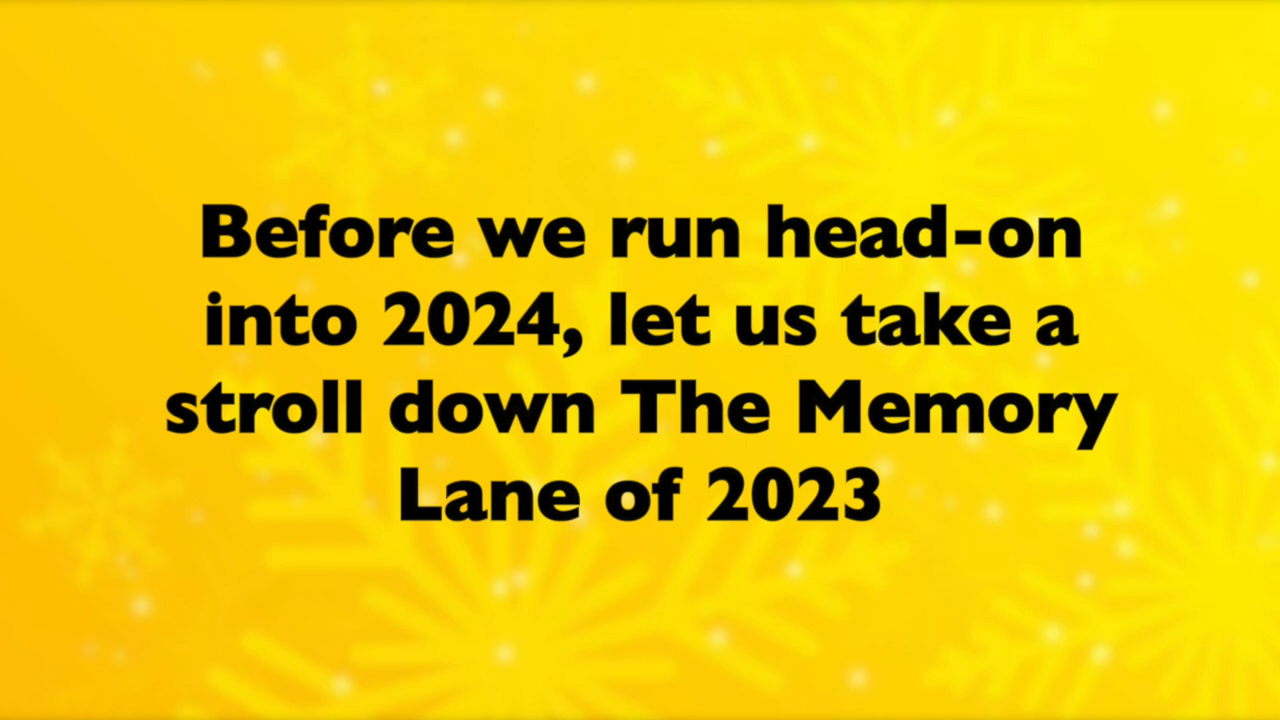 Before we run head-on
into 2024, let us take a
stroll down The Memory
Lane of 2023